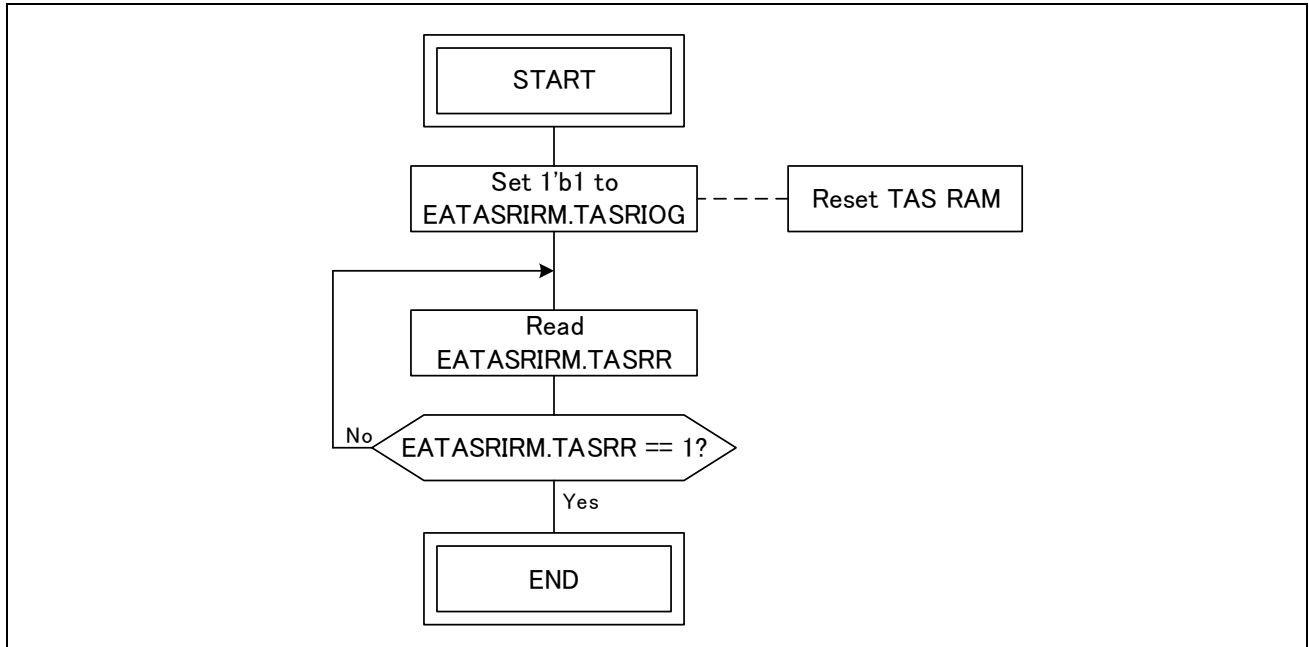 START
Set 1'b1 to
EATASRIRM.TASRIOG
Reset TAS RAM
Read
EATASRIRM.TASRR
No
EATASRIRM.TASRR == 1?
Yes
END